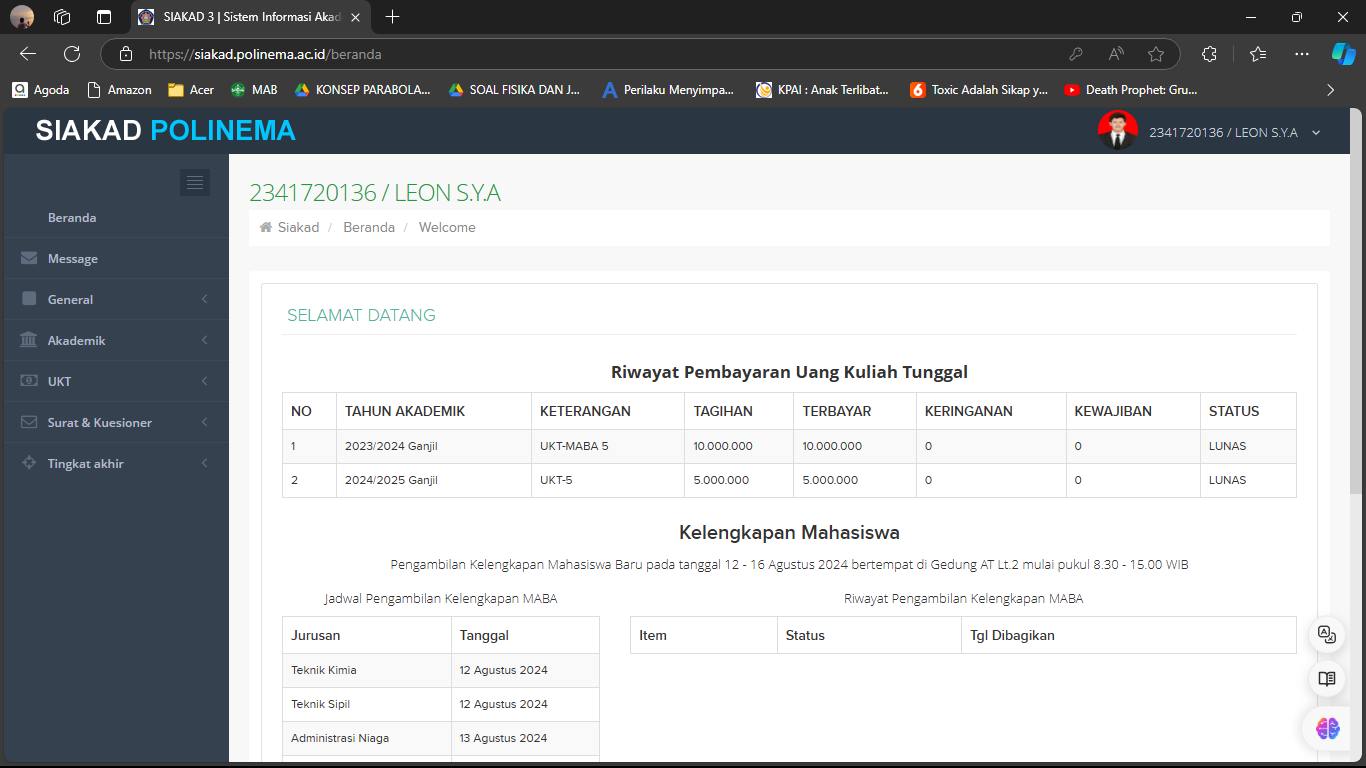 SIAKAD 3 | Sistem Informasi Akad
https://siakad.polinema.ac.id/beranda
Agoda Amazon Acer MAB KONSEP PARABOLA... SOAL FISIKA DAN J... Perilaku Menyimpa... KPAI : Anak Terlibat... Toxic Adalah Sikap y... Death Prophet: Gru...
SIAKAD POLINEMA
2341720136 / LEON S.Y.A
Beranda
Message
General
Akademik
UKT
Surat & Kuesioner
Tingkat akhir
2341720136 / LEON S.Y.A
Siakad / Beranda / Welcome
SELAMAT DATANG
Riwayat Pembayaran Uang Kuliah Tunggal
NO TAHUN AKADEMIK KETERANGAN TAGIHAN TERBAYAR KERINGANAN KEWAJIBAN STATUS
1 2023/2024 Ganjil UKT-MABA 5 10.000.000 10.000.000 0 0 LUNAS
2 2024/2025 Ganjil UKT-5 5.000.000 5.000.000 0 0 LUNAS
Kelengkapan Mahasiswa
Pengambilan Kelengkapan Mahasiswa Baru pada tanggal 12 - 16 Agustus 2024 bertempat di Gedung AT Lt.2 mulai pukul 8.30 - 15.00 WIB
Jadwal Pengambilan Kelengkapan MABA
Jurusan Tanggal
Teknik Kimia 12 Agustus 2024
Teknik Sipil 12 Agustus 2024
Administrasi Niaga 13 Agustus 2024
Riwayat Pengambilan Kelengkapan MABA
Item Status Tgl Dibagikan